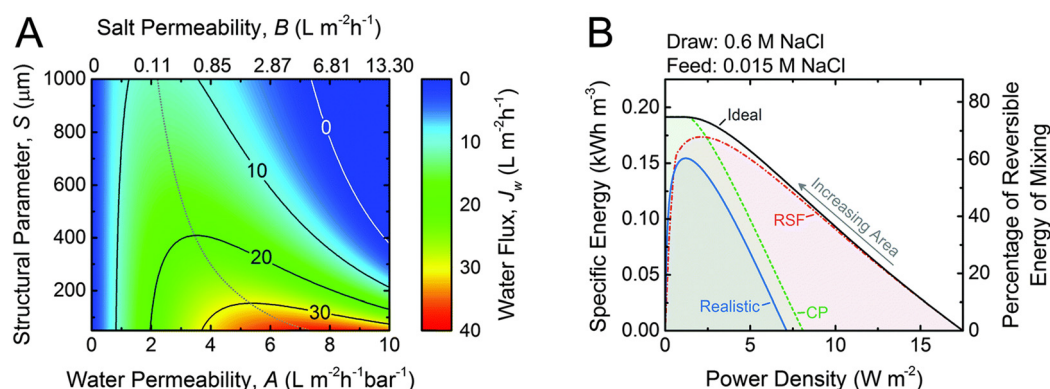 A
Salt Permeability, B (L m⁻²h⁻¹)
0 0.11 0.85 2.87 6.81 13.30
Structural Parameter, S (μm)
1000
800
600
400
200
0
10
20
30
0 2 4 6 8 10
Water Permeability, A (L m⁻²h⁻¹bar⁻¹)
0
10
20
30
40
Water Flux, Jw (L m⁻²h⁻¹)
B
Draw: 0.6 M NaCl
Feed: 0.015 M NaCl
Specific Energy (kWh m⁻³)
0.20
0.15
0.10
0.05
0.00
Ideal
Increasing Area
RSF
Realistic
CP
0 5 10 15
Power Density (W m⁻²)
80
60
40
20
0
Percentage of Reversible
Energy of Mixing